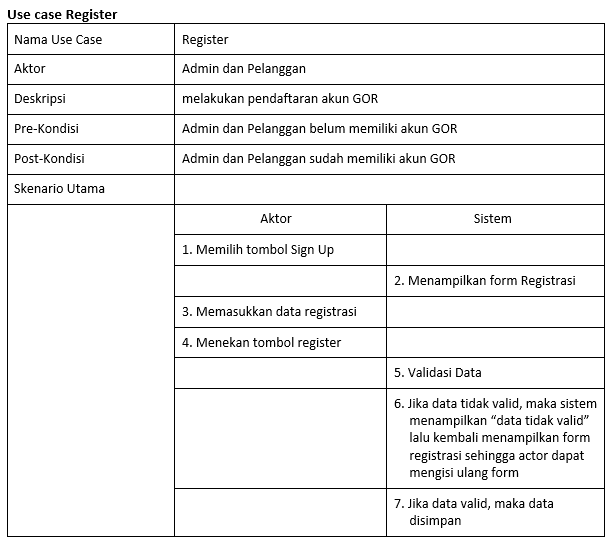 Use case Register
Nama Use Case Register
Aktor Admin dan Pelanggan
Deskripsi melakukan pendaftaran akun GOR
Pre-Kondisi Admin dan Pelanggan belum memiliki akun GOR
Post-Kondisi Admin dan Pelanggan sudah memiliki akun GOR
Skenario Utama
Aktor Sistem
1. Memilih tombol Sign Up
2. Menampilkan form Registrasi
3. Memasukkan data registrasi
4. Menekan tombol register
5. Validasi Data
6. Jika data tidak valid, maka sistem
menampilkan “data tidak valid”
lalu kembali menampilkan form
registrasi sehingga actor dapat
mengisi ulang form
7. Jika data valid, maka data
disimpan